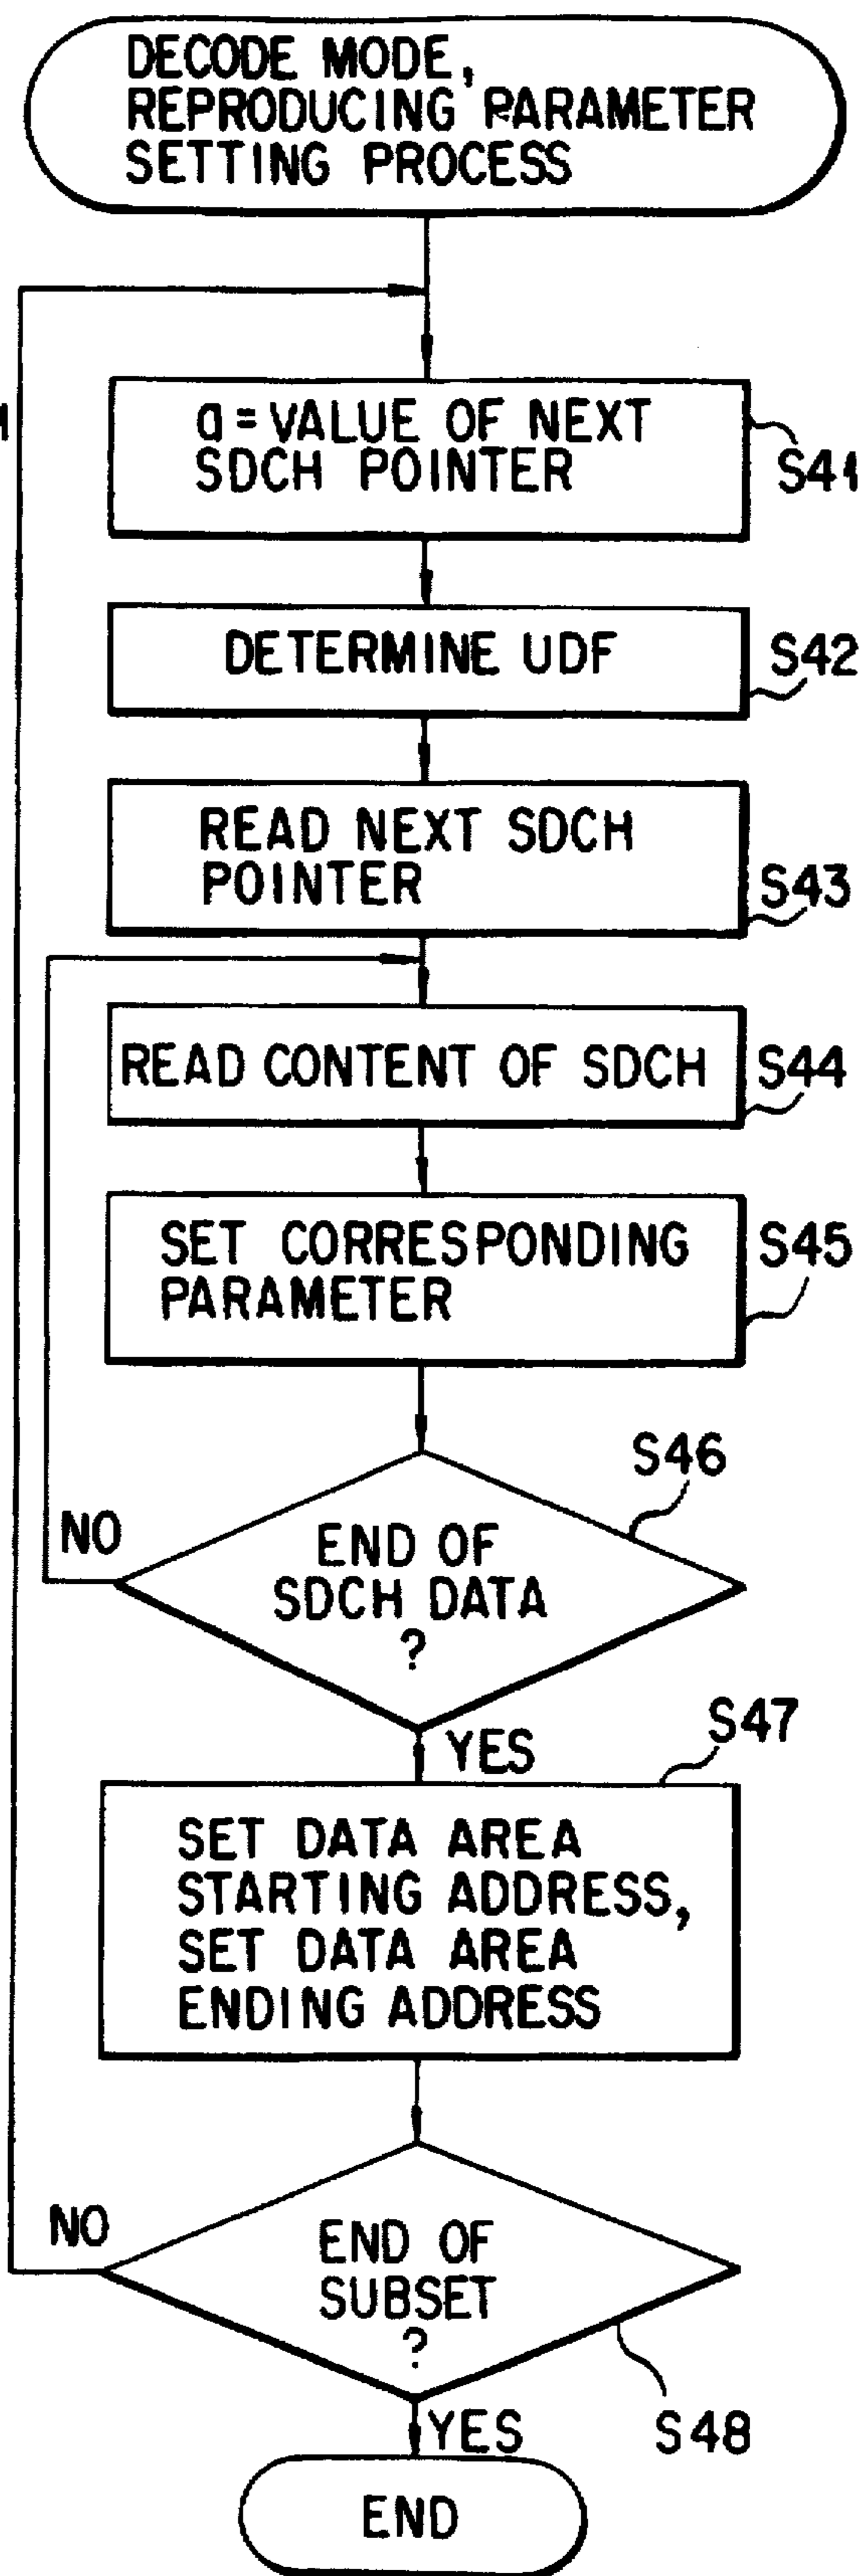 DECODE MODE,
REPRODUCING PARAMETER
SETTING PROCESS
a = VALUE OF NEXT
SDCH POINTER
S41
DETERMINE UDF
S42
READ NEXT SDCH
POINTER
S43
READ CONTENT OF SDCH
S44
SET CORRESPONDING
PARAMETER
S45
S46
NO
END OF
SDCH DATA
?
YES
S47
SET DATA AREA
STARTING ADDRESS,
SET DATA AREA
ENDING ADDRESS
NO
END OF
SUBSET
?
YES
S48
END